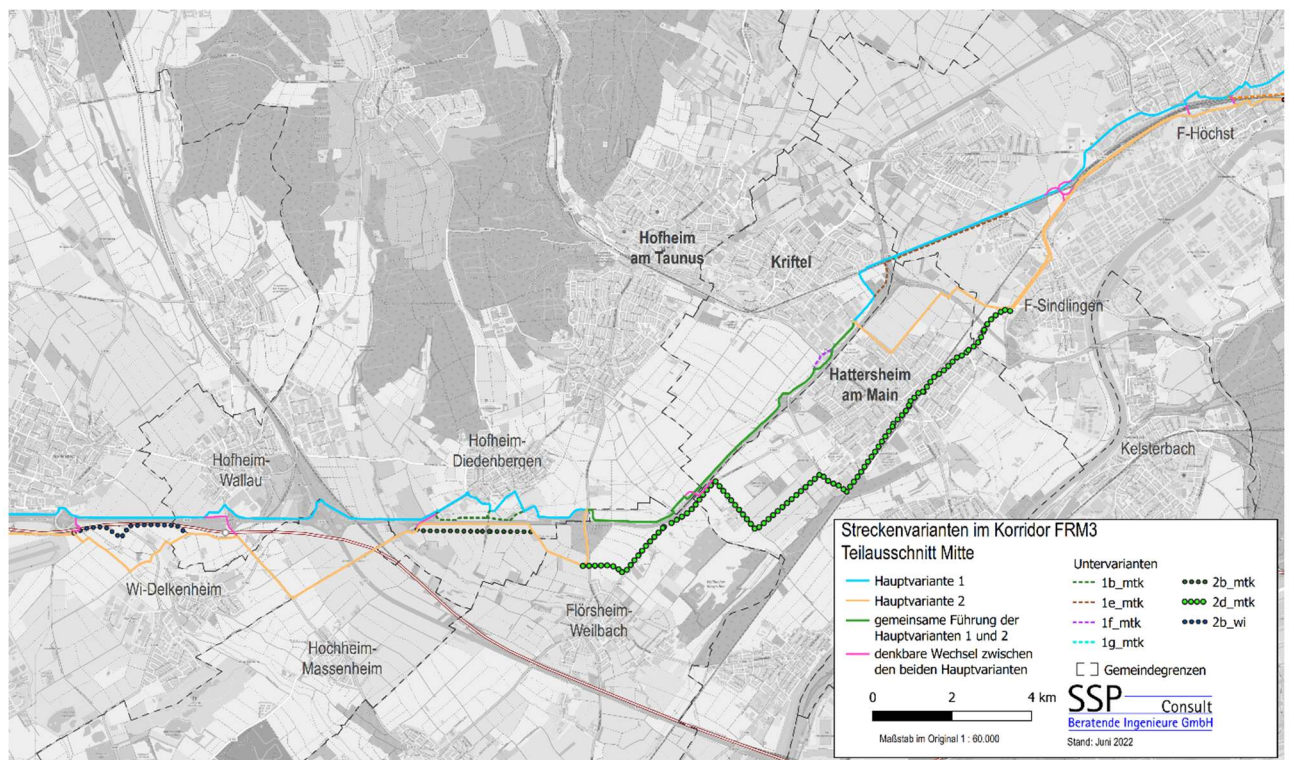 F-Höchst
Hofheim
am Taunus
Kriftel
F-Sindlingen
Hattersheim
am Main
Kelsterbach
Hofheim-
Diedenbergen
Hofheim-
Wallau
Wi-Delkenheim
Flörsheim-
Weilbach
Hochheim-
Massenheim
Streckenvarianten im Korridor FRM3
Teilausschnitt Mitte
Hauptvariante 1
Hauptvariante 2
gemeinsame Führung der
Hauptvarianten 1 und 2
denkbare Wechsel zwischen
den beiden Hauptvarianten
Untervarianten
1b_mtk
1e_mtk
1f_mtk
1g_mtk
2b_mtk
2d_mtk
2b_wi
Gemeindegrenzen
0 2 4 km
Maßstab im Original 1 : 60.000
SSP Consult
Beratende Ingenieure GmbH
Stand: Juni 2022